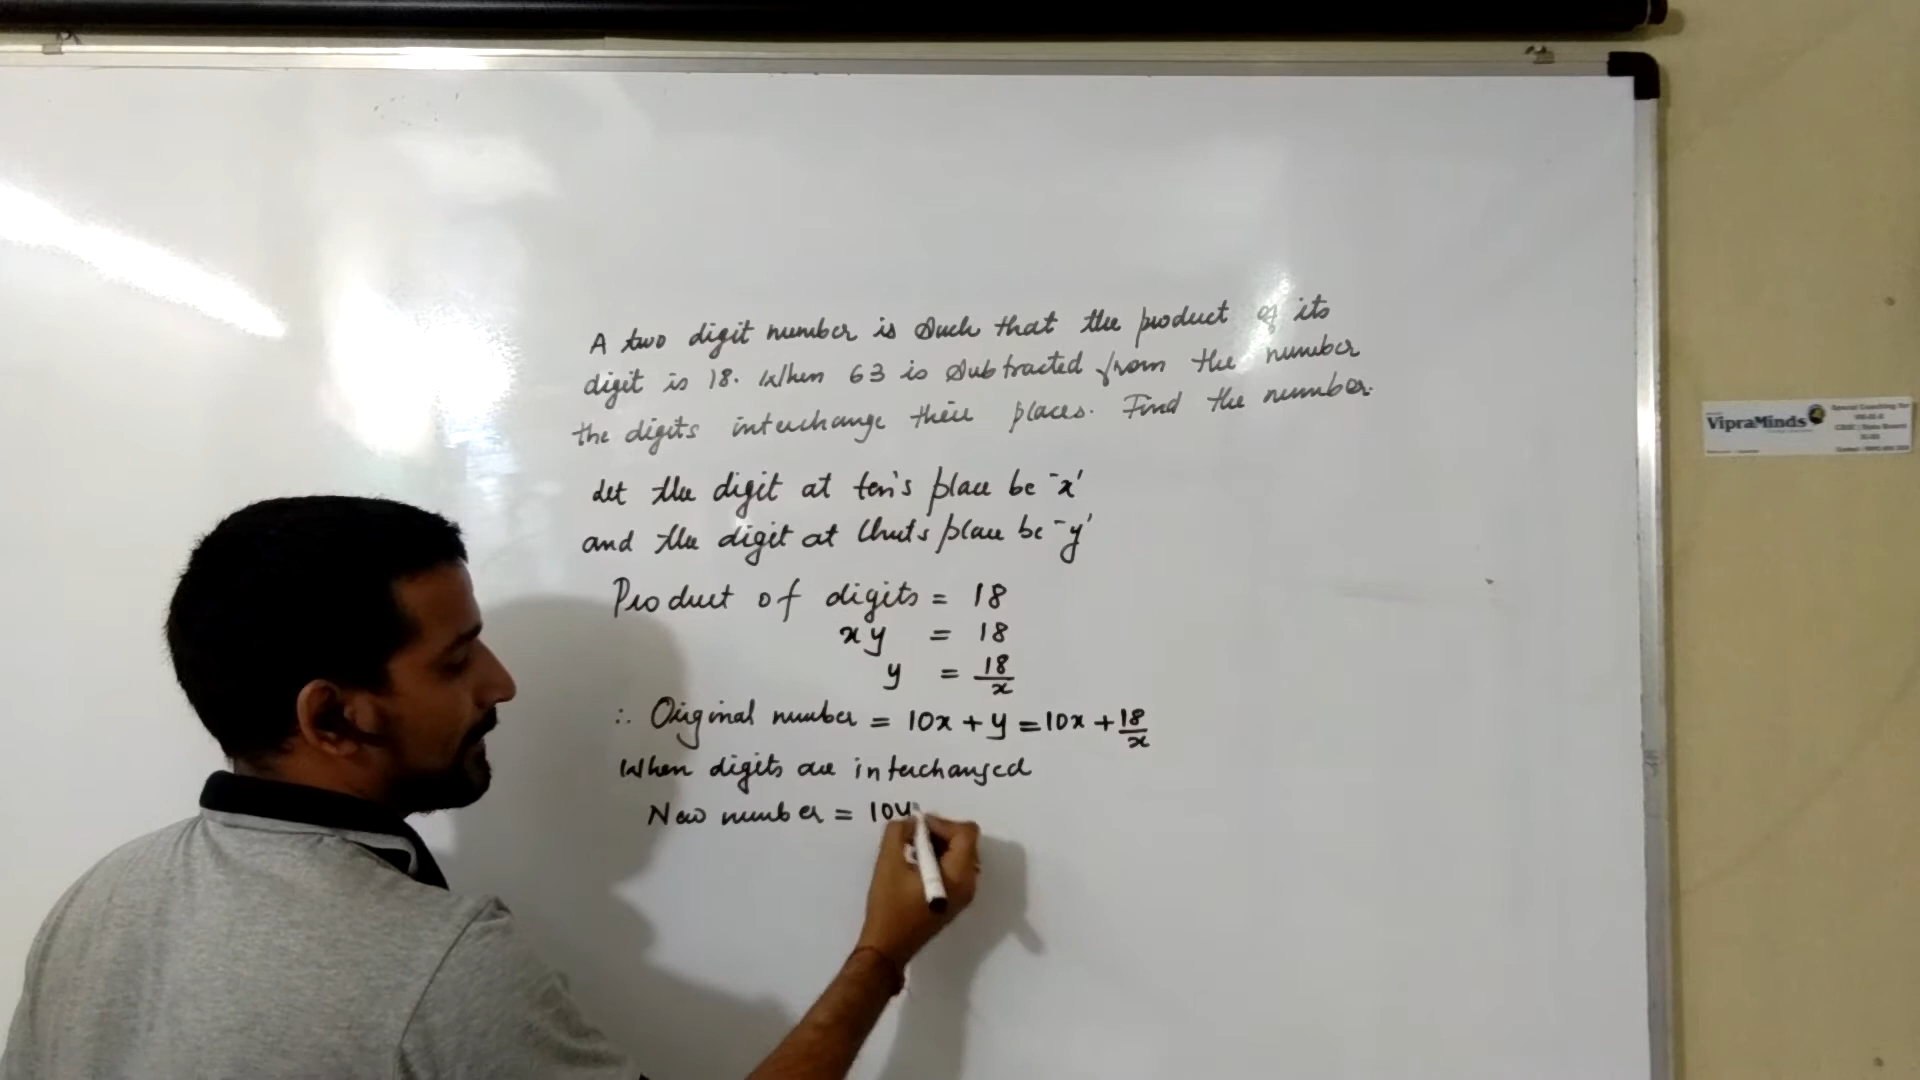 A two digit number is such that the product of its
digit is 18. When 63 is subtracted from the number
the digits interchange their places. Find the number.
Let the digit at ten's place be 'x'
and the digit at Unit's place be 'y'
Product of digits = 18
xy = 18
y = 18/x
∴ Original number = 10x + y = 10x + 18/x
When digits are interchanged
New number = 10y
VipraMinds